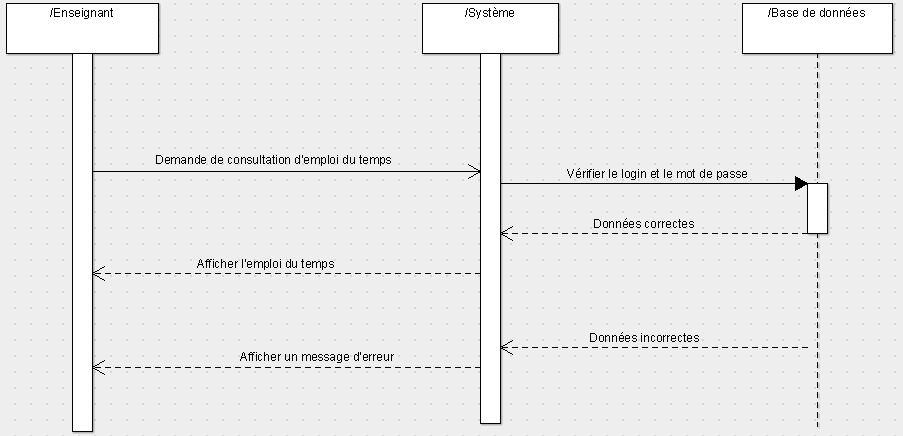 /Enseignant
/Système
/Base de données
Demande de consultation d'emploi du temps
Vérifier le login et le mot de passe
Données correctes
Afficher l'emploi du temps
Données incorrectes
Afficher un message d'erreur